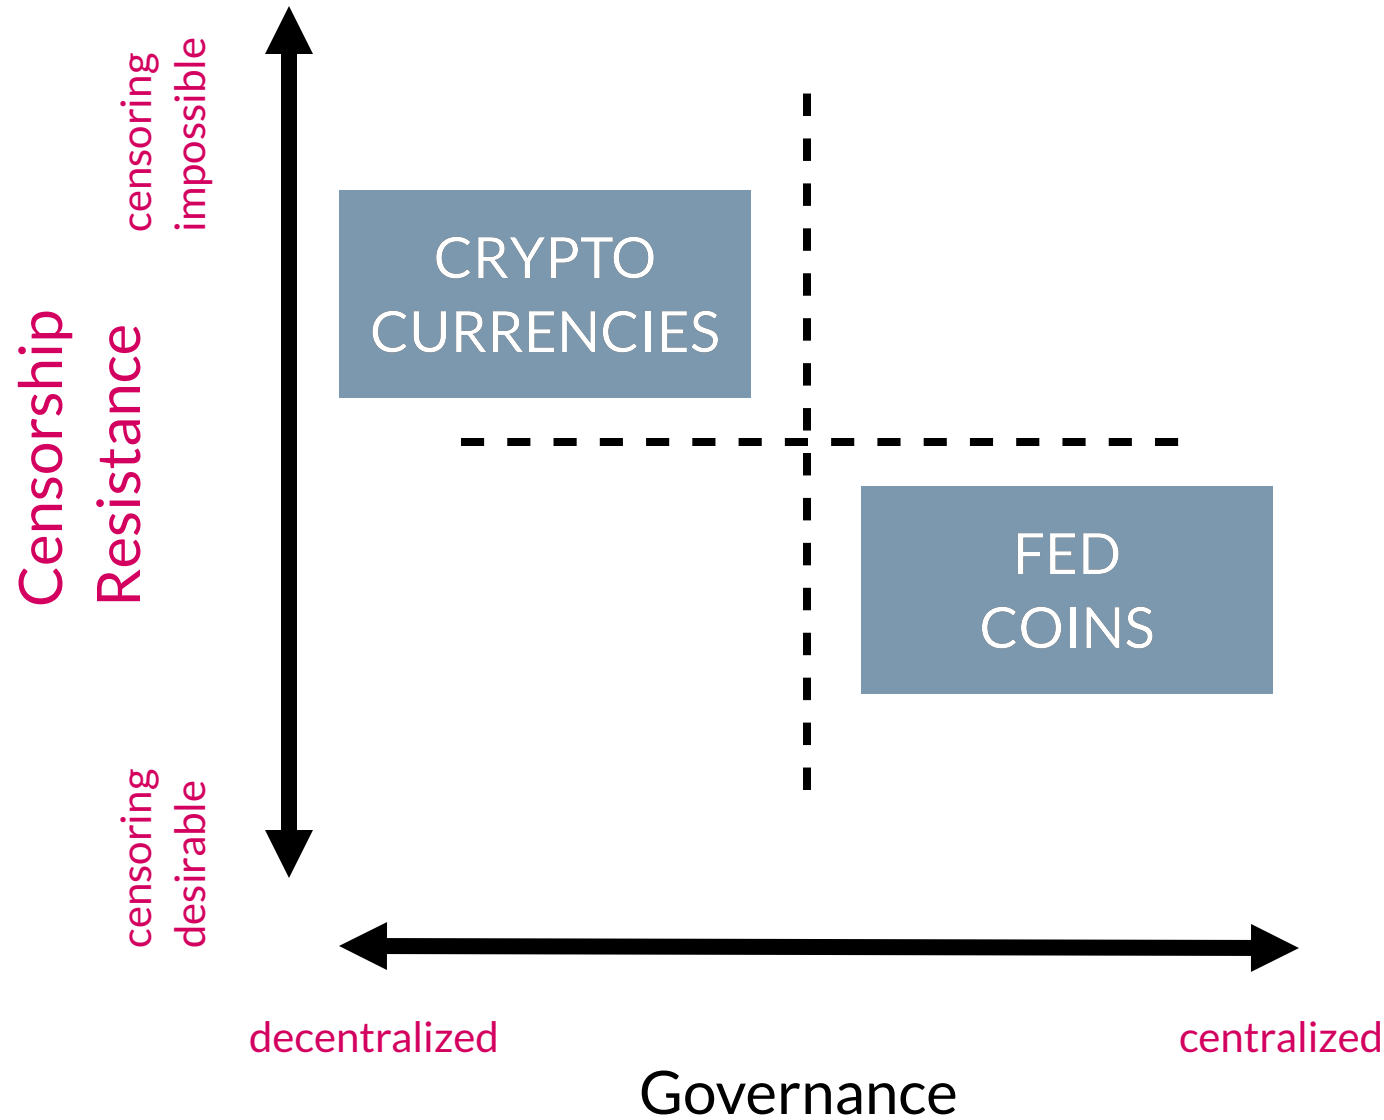 censoring
impossible
Censorship
Resistance
censoring
desirable
CRYPTO
CURRENCIES
FED
COINS
decentralized
centralized
Governance